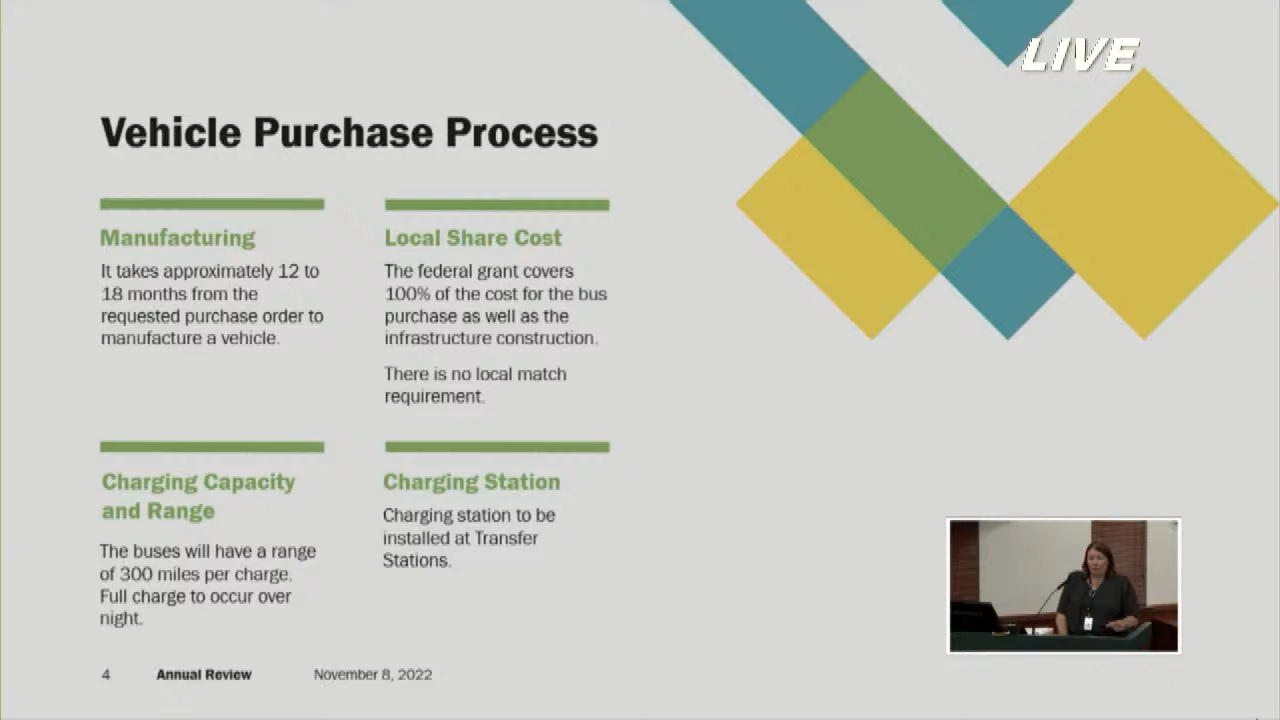 LIVE
Vehicle Purchase Process
Manufacturing
It takes approximately 12 to
18 months from the
requested purchase order to
manufacture a vehicle.
Local Share Cost
The federal grant covers
100% of the cost for the bus
purchase as well as the
infrastructure construction.
There is no local match
requirement.
Charging Capacity
and Range
The buses will have a range
of 300 miles per charge.
Full charge to occur over
night.
Charging Station
Charging station to be
installed at Transfer
Stations.
4 Annual Review November 8, 2022